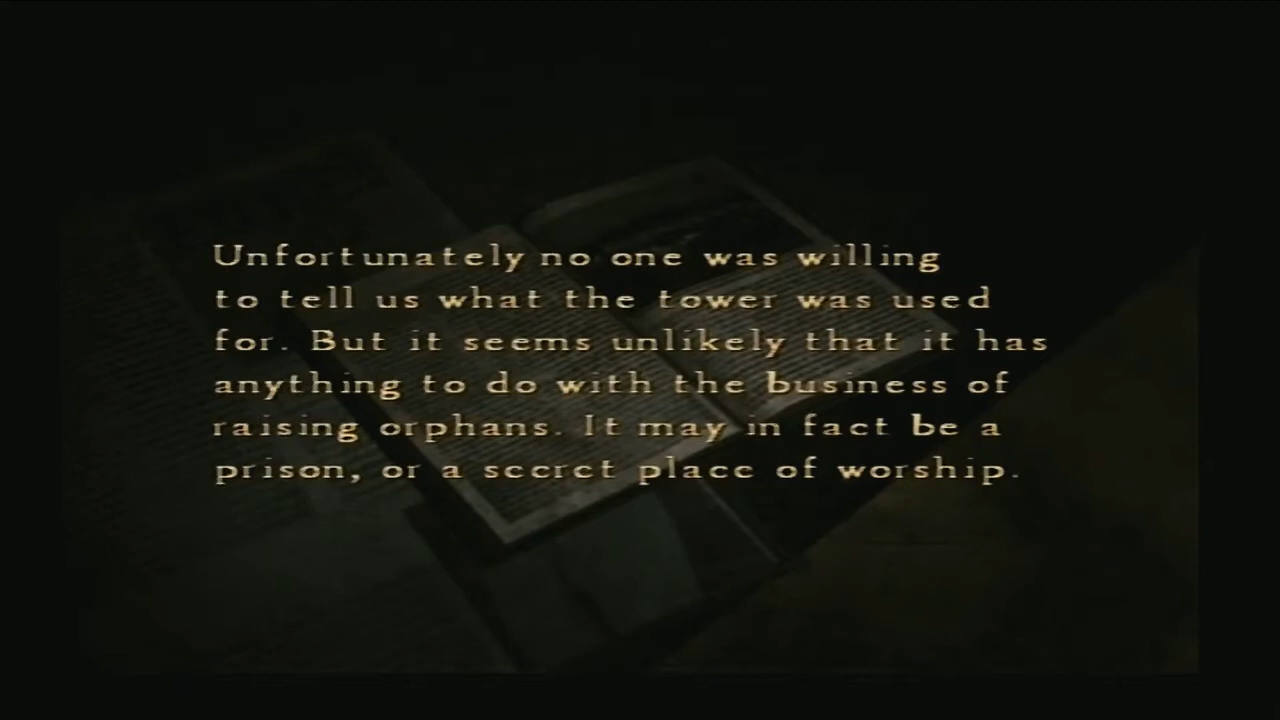 Unfortunately no one was willing
to tell us what the tower was used
for. But it seems unlikely that it has
anything to do with the business of
raising orphans. It may in fact be a
prison, or a secret place of worship.